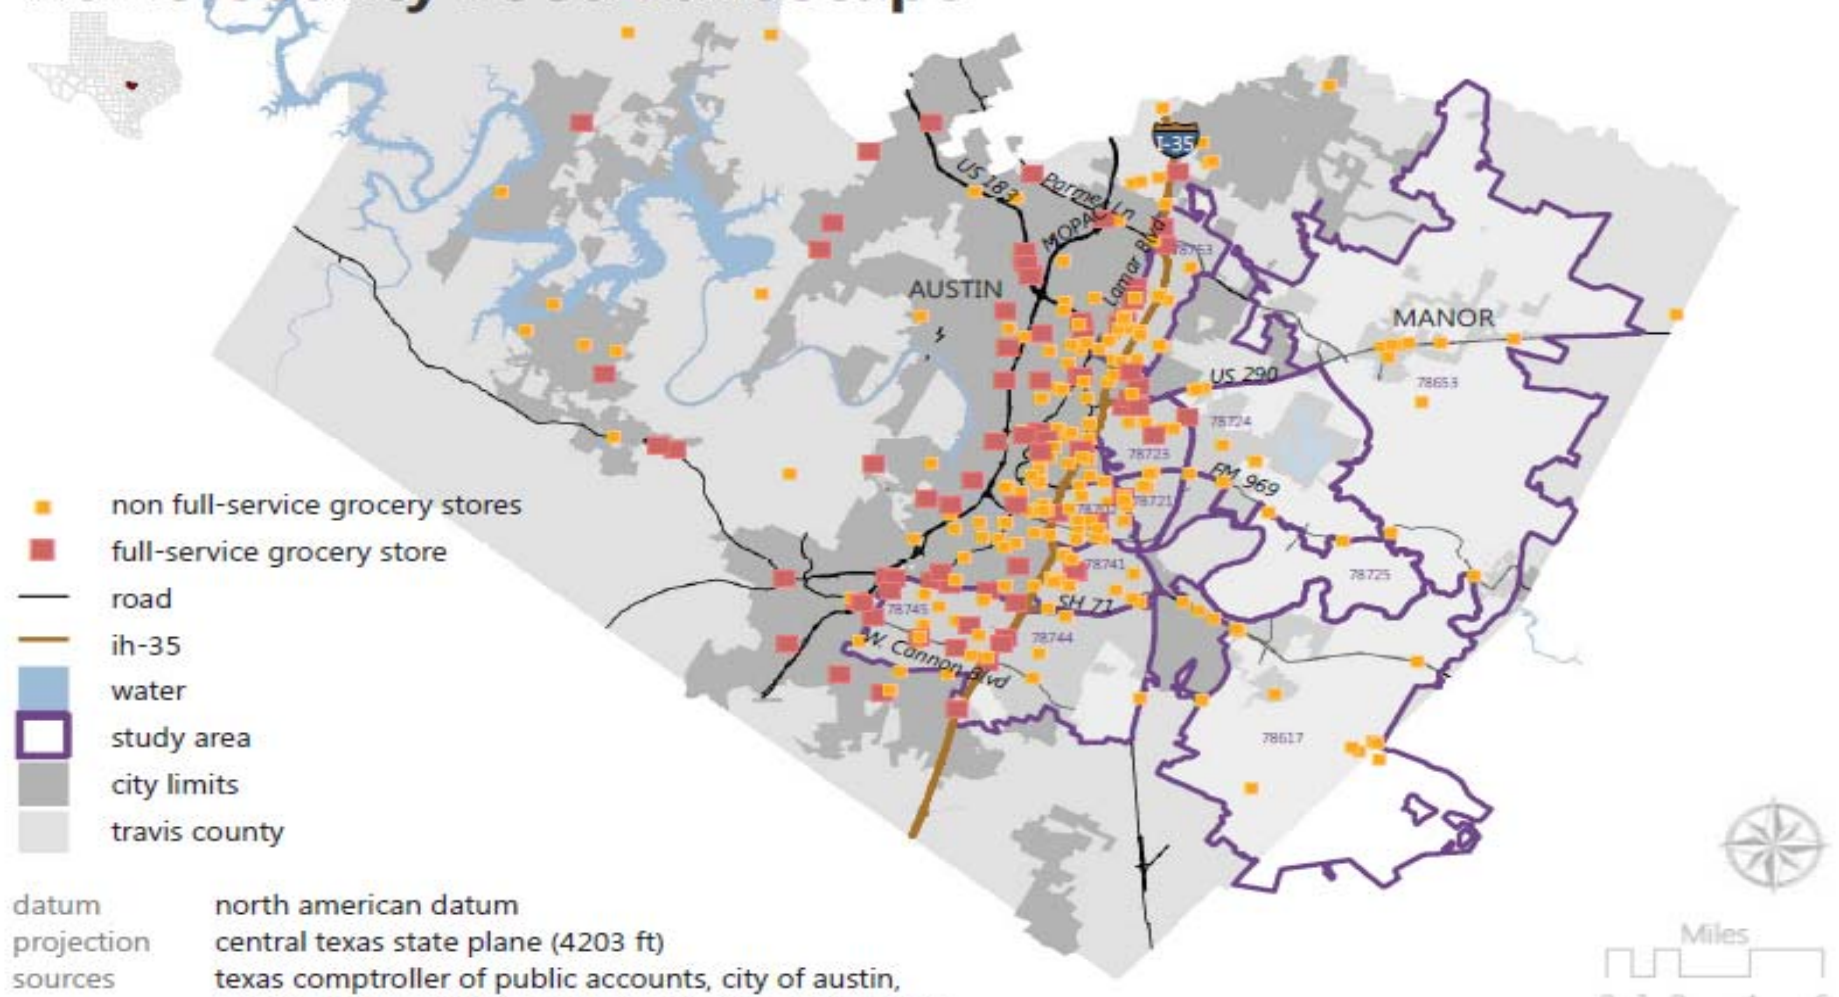 I-35
US 183
Parmer Ln
MOPAC
Lamar Blvd
78753
AUSTIN
MANOR
US 290
78653
78724
78723
FM 969
78721
78702
78741
78725
SH 71
78745
78744
W. Cannon Blvd
78617
non full-service grocery stores
full-service grocery store
road
ih-35
water
study area
city limits
travis county
datum north american datum
projection central texas state plane (4203 ft)
sources texas comptroller of public accounts, city of austin,
Miles